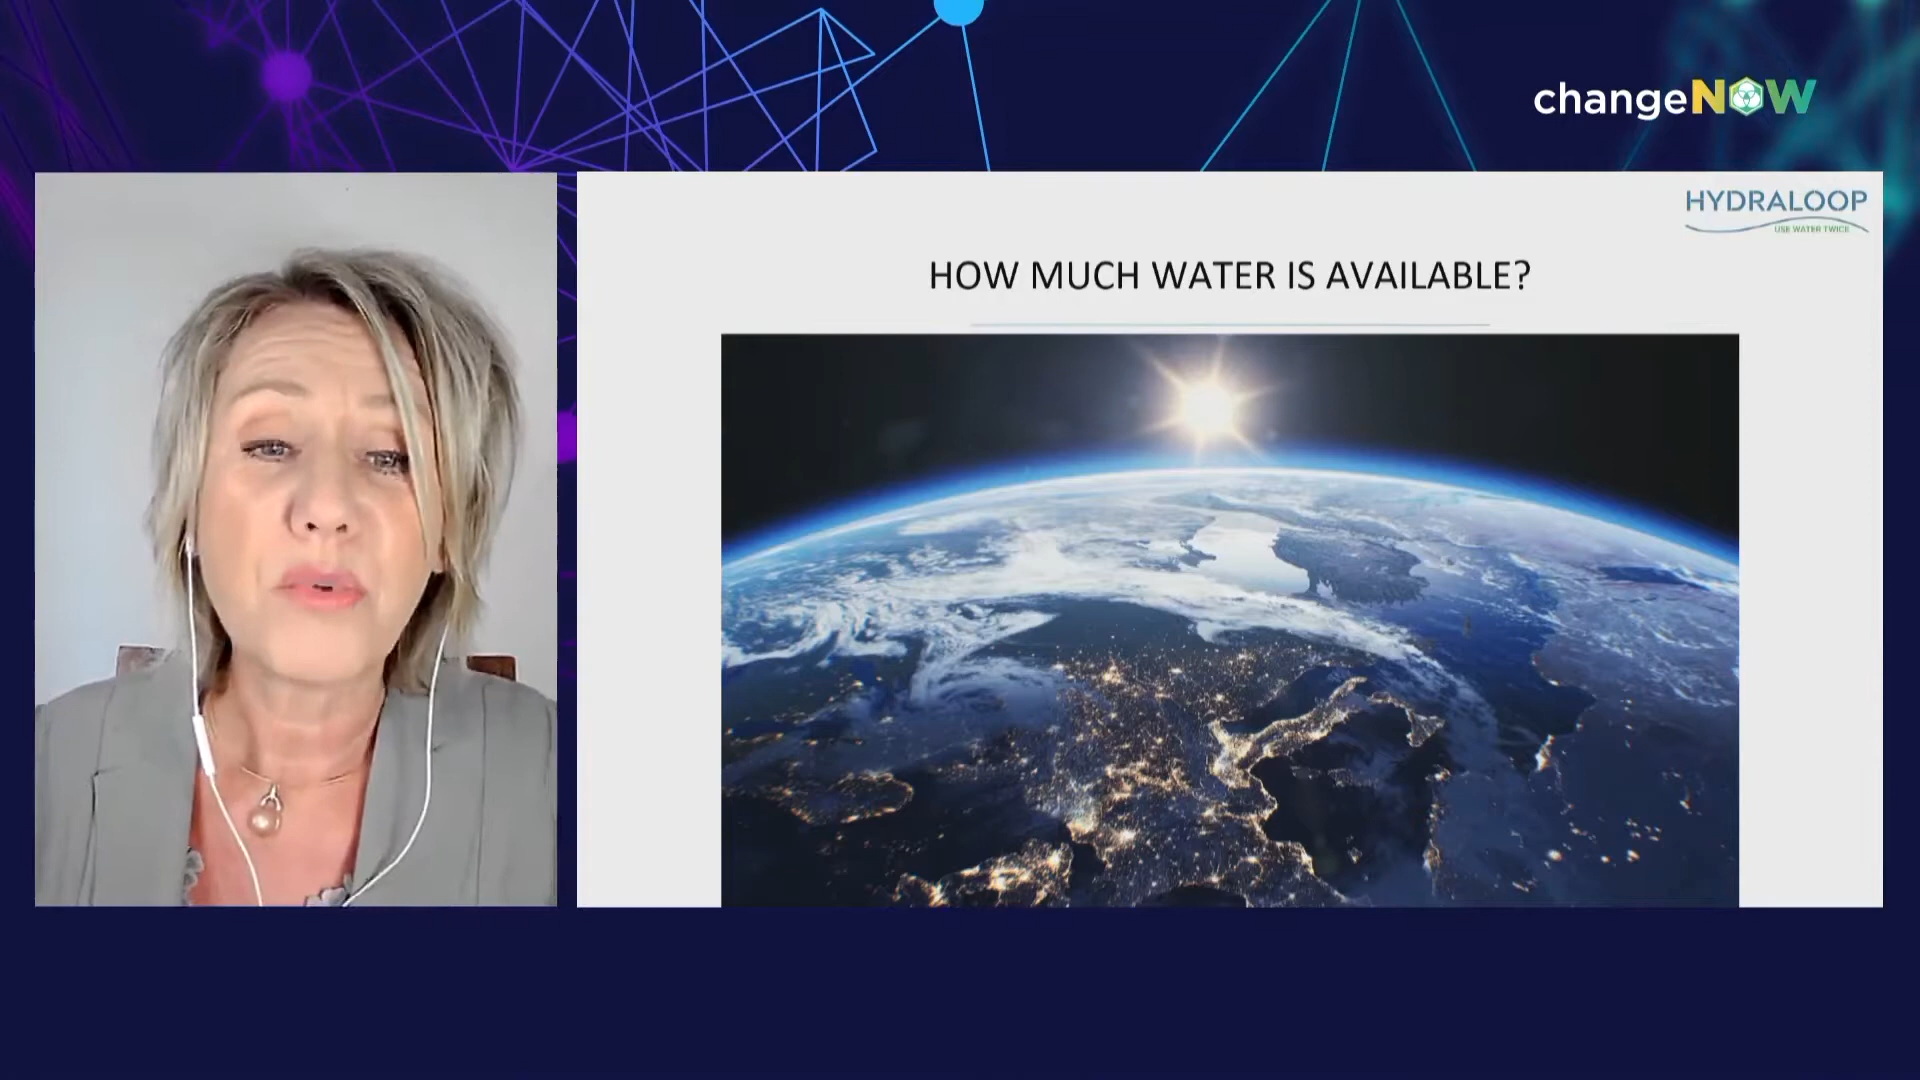 changeNOW
HYDRALOOP
USE WATER TWICE
HOW MUCH WATER IS AVAILABLE?